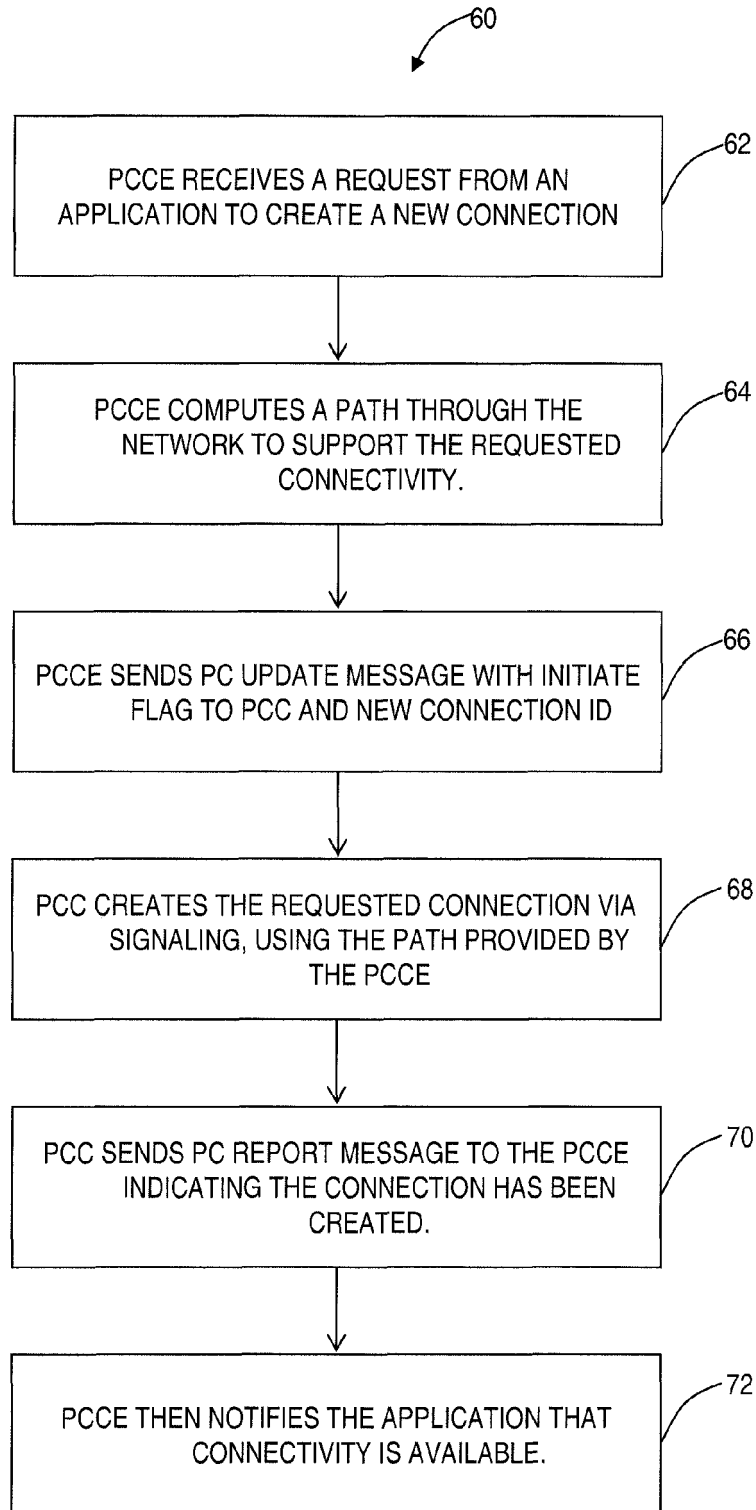 60
PCCE RECEIVES A REQUEST FROM AN
APPLICATION TO CREATE A NEW CONNECTION
62
PCCE COMPUTES A PATH THROUGH THE
NETWORK TO SUPPORT THE REQUESTED
CONNECTIVITY.
64
PCCE SENDS PC UPDATE MESSAGE WITH INITIATE
FLAG TO PCC AND NEW CONNECTION ID
66
PCC CREATES THE REQUESTED CONNECTION VIA
SIGNALING, USING THE PATH PROVIDED BY
THE PCCE
68
PCC SENDS PC REPORT MESSAGE TO THE PCCE
INDICATING THE CONNECTION HAS BEEN
CREATED.
70
PCCE THEN NOTIFIES THE APPLICATION THAT
CONNECTIVITY IS AVAILABLE.
72